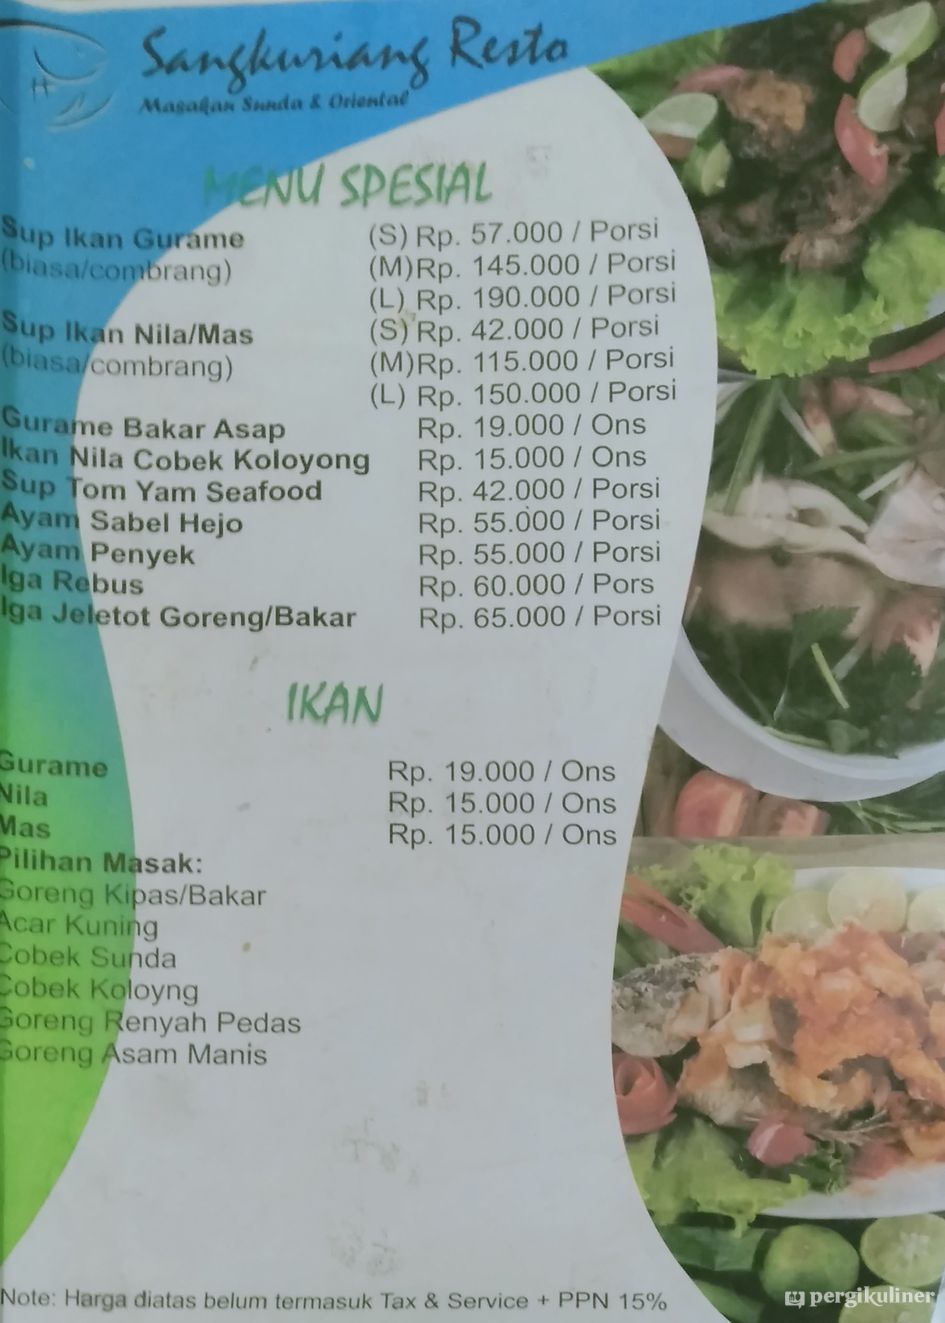 Sangkuriang Resto
Masakan Sunda & Oriental
MENU SPESIAL
Sup Ikan Gurame (S) Rp. 57.000 / Porsi
(biasa/combrang) (M)Rp. 145.000 / Porsi
(L) Rp. 190.000 / Porsi
Sup Ikan Nila/Mas (S) Rp. 42.000 / Porsi
(biasa/combrang) (M)Rp. 115.000 / Porsi
(L) Rp. 150.000 / Porsi
Gurame Bakar Asap Rp. 19.000 / Ons
Ikan Nila Cobek Koloyong Rp. 15.000 / Ons
Sup Tom Yam Seafood Rp. 42.000 / Porsi
Ayam Sabel Hejo Rp. 55.000 / Porsi
Ayam Penyek Rp. 55.000 / Porsi
Iga Rebus Rp. 60.000 / Pors
Iga Jeletot Goreng/Bakar Rp. 65.000 / Porsi
IKAN
Gurame Rp. 19.000 / Ons
Nila Rp. 15.000 / Ons
Mas Rp. 15.000 / Ons
Pilihan Masak:
Goreng Kipas/Bakar
Acar Kuning
Cobek Sunda
Cobek Koloyng
Goreng Renyah Pedas
Goreng Asam Manis
Note: Harga diatas belum termasuk Tax & Service + PPN 15%
pergikuliner